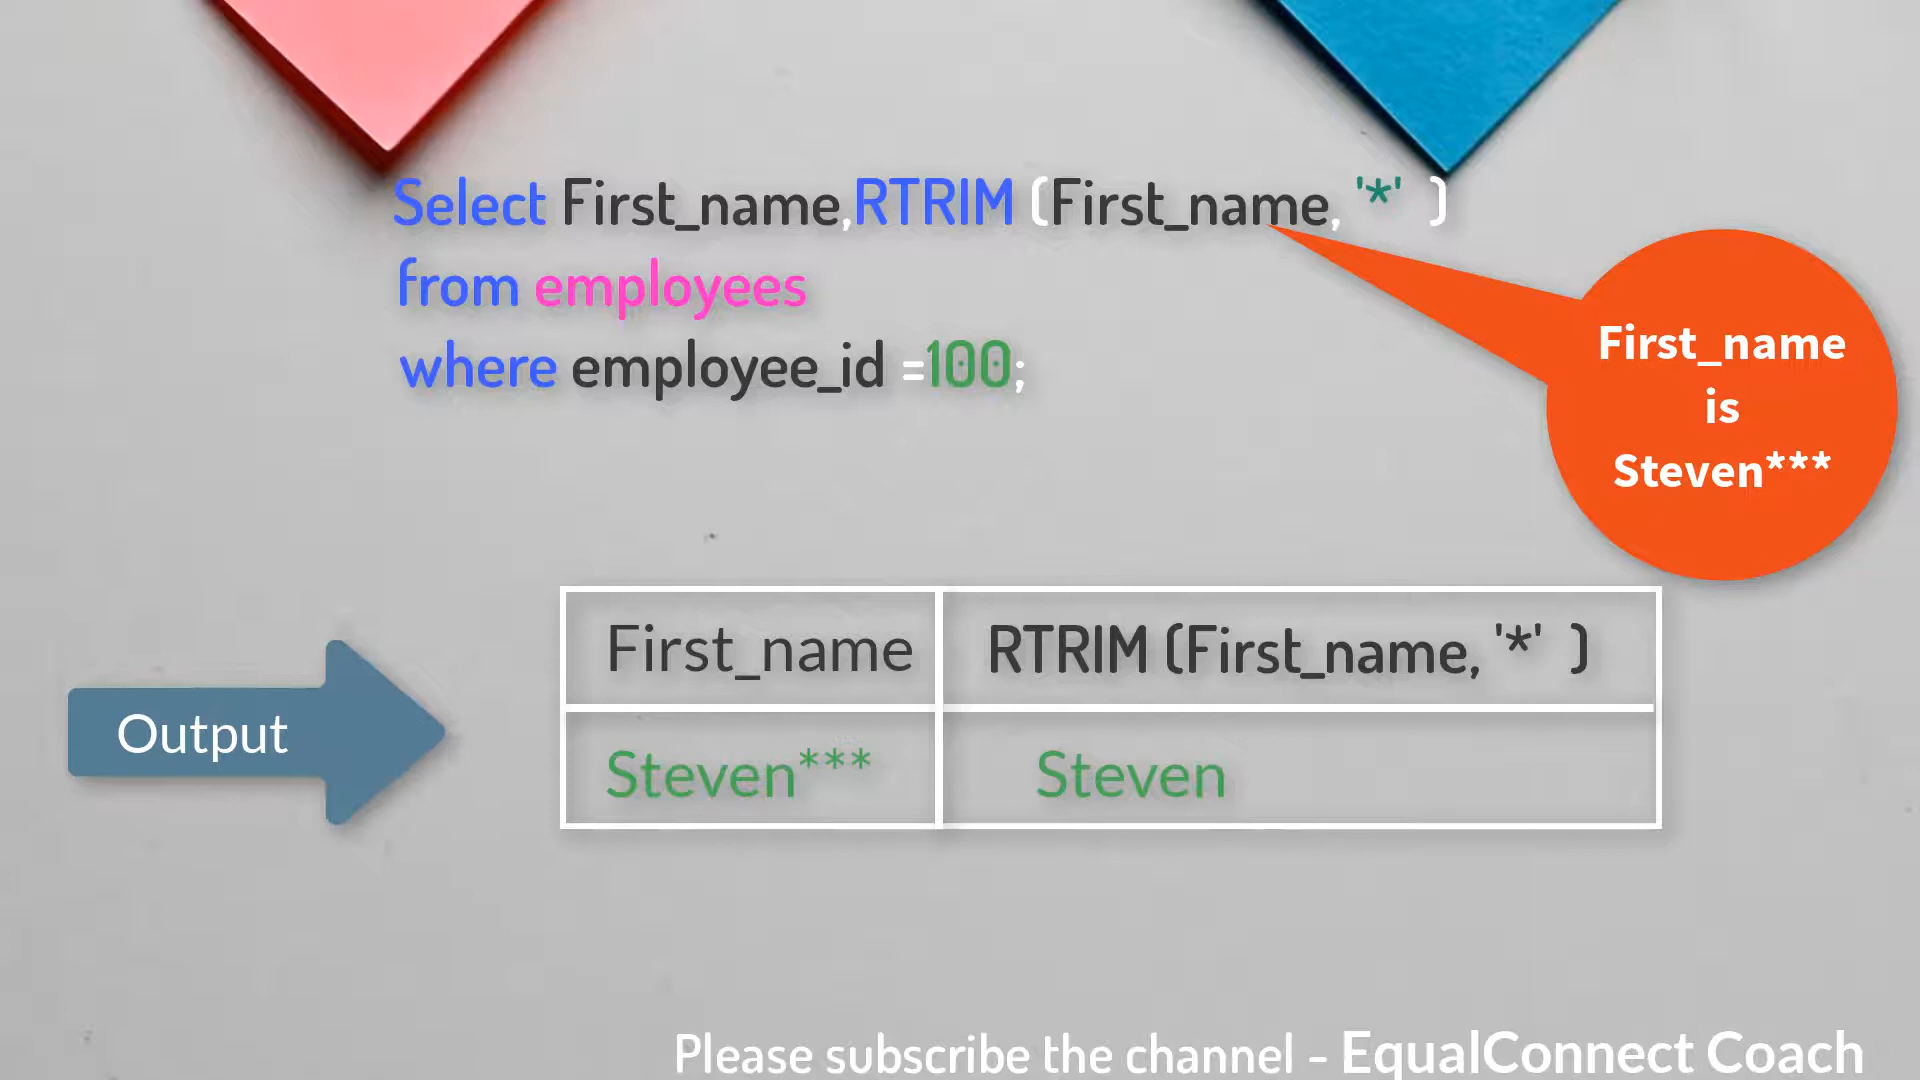 Select First_name,RTRIM (First_name, '*' )
from employees
where employee_id =100;
First_name
is
Steven***
Output
First_name
RTRIM (First_name, '*' )
Steven***
Steven
Please subscribe the channel - EqualConnect Coach